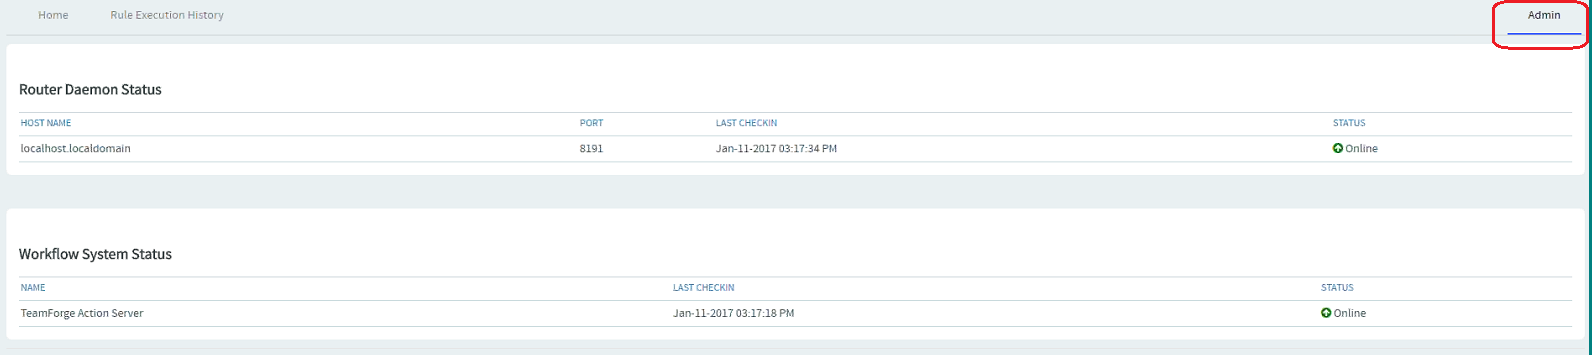 Home Rule Execution History Admin
Router Daemon Status
HOST NAME PORT LAST CHECKIN STATUS
localhost.localdomain 8191 Jan-11-2017 03:17:34 PM Online
Workflow System Status
NAME LAST CHECKIN STATUS
TeamForge Action Server Jan-11-2017 03:17:18 PM Online